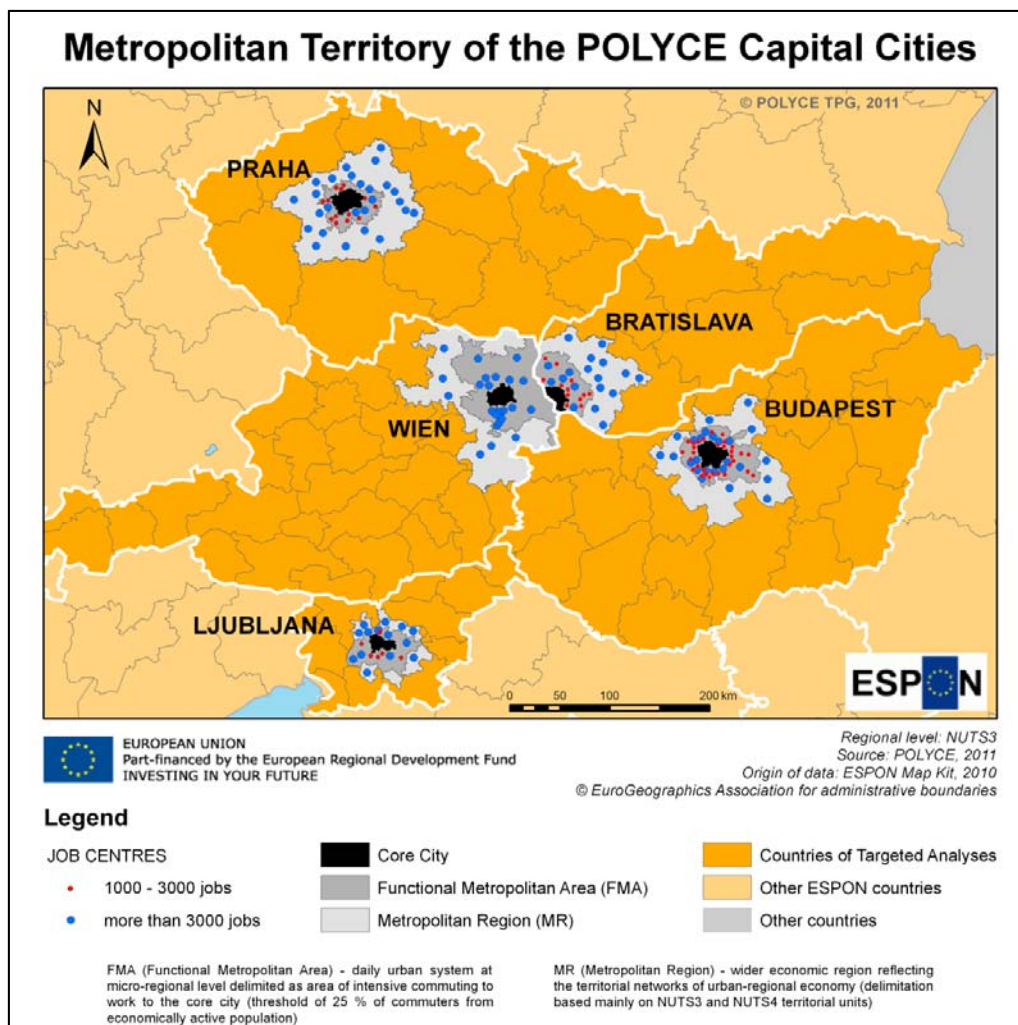 Metropolitan Territory of the POLYCE Capital Cities
© POLYCE TPG, 2011
N
PRAHA
BRATISLAVA
WIEN
BUDAPEST
LJUBLJANA
0 50 100 200 km
ESPON
EUROPEAN UNION
Part-financed by the European Regional Development Fund
INVESTING IN YOUR FUTURE
Regional level: NUTS3
Source: POLYCE, 2011
Origin of data: ESPON Map Kit, 2010
© EuroGeographics Association for administrative boundaries
Legend
JOB CENTRES
1000 - 3000 jobs
more than 3000 jobs
Core City
Functional Metropolitan Area (FMA)
Metropolitan Region (MR)
Countries of Targeted Analyses
Other ESPON countries
Other countries
FMA (Functional Metropolitan Area) - daily urban system at
micro-regional level delimited as area of intensive commuting to
work to the core city (threshold of 25 % of commuters from
economically active population)
MR (Metropolitan Region) - wider economic region reflecting
the territorial networks of urban-regional economy (delimitation
based mainly on NUTS3 and NUTS4 territorial units)